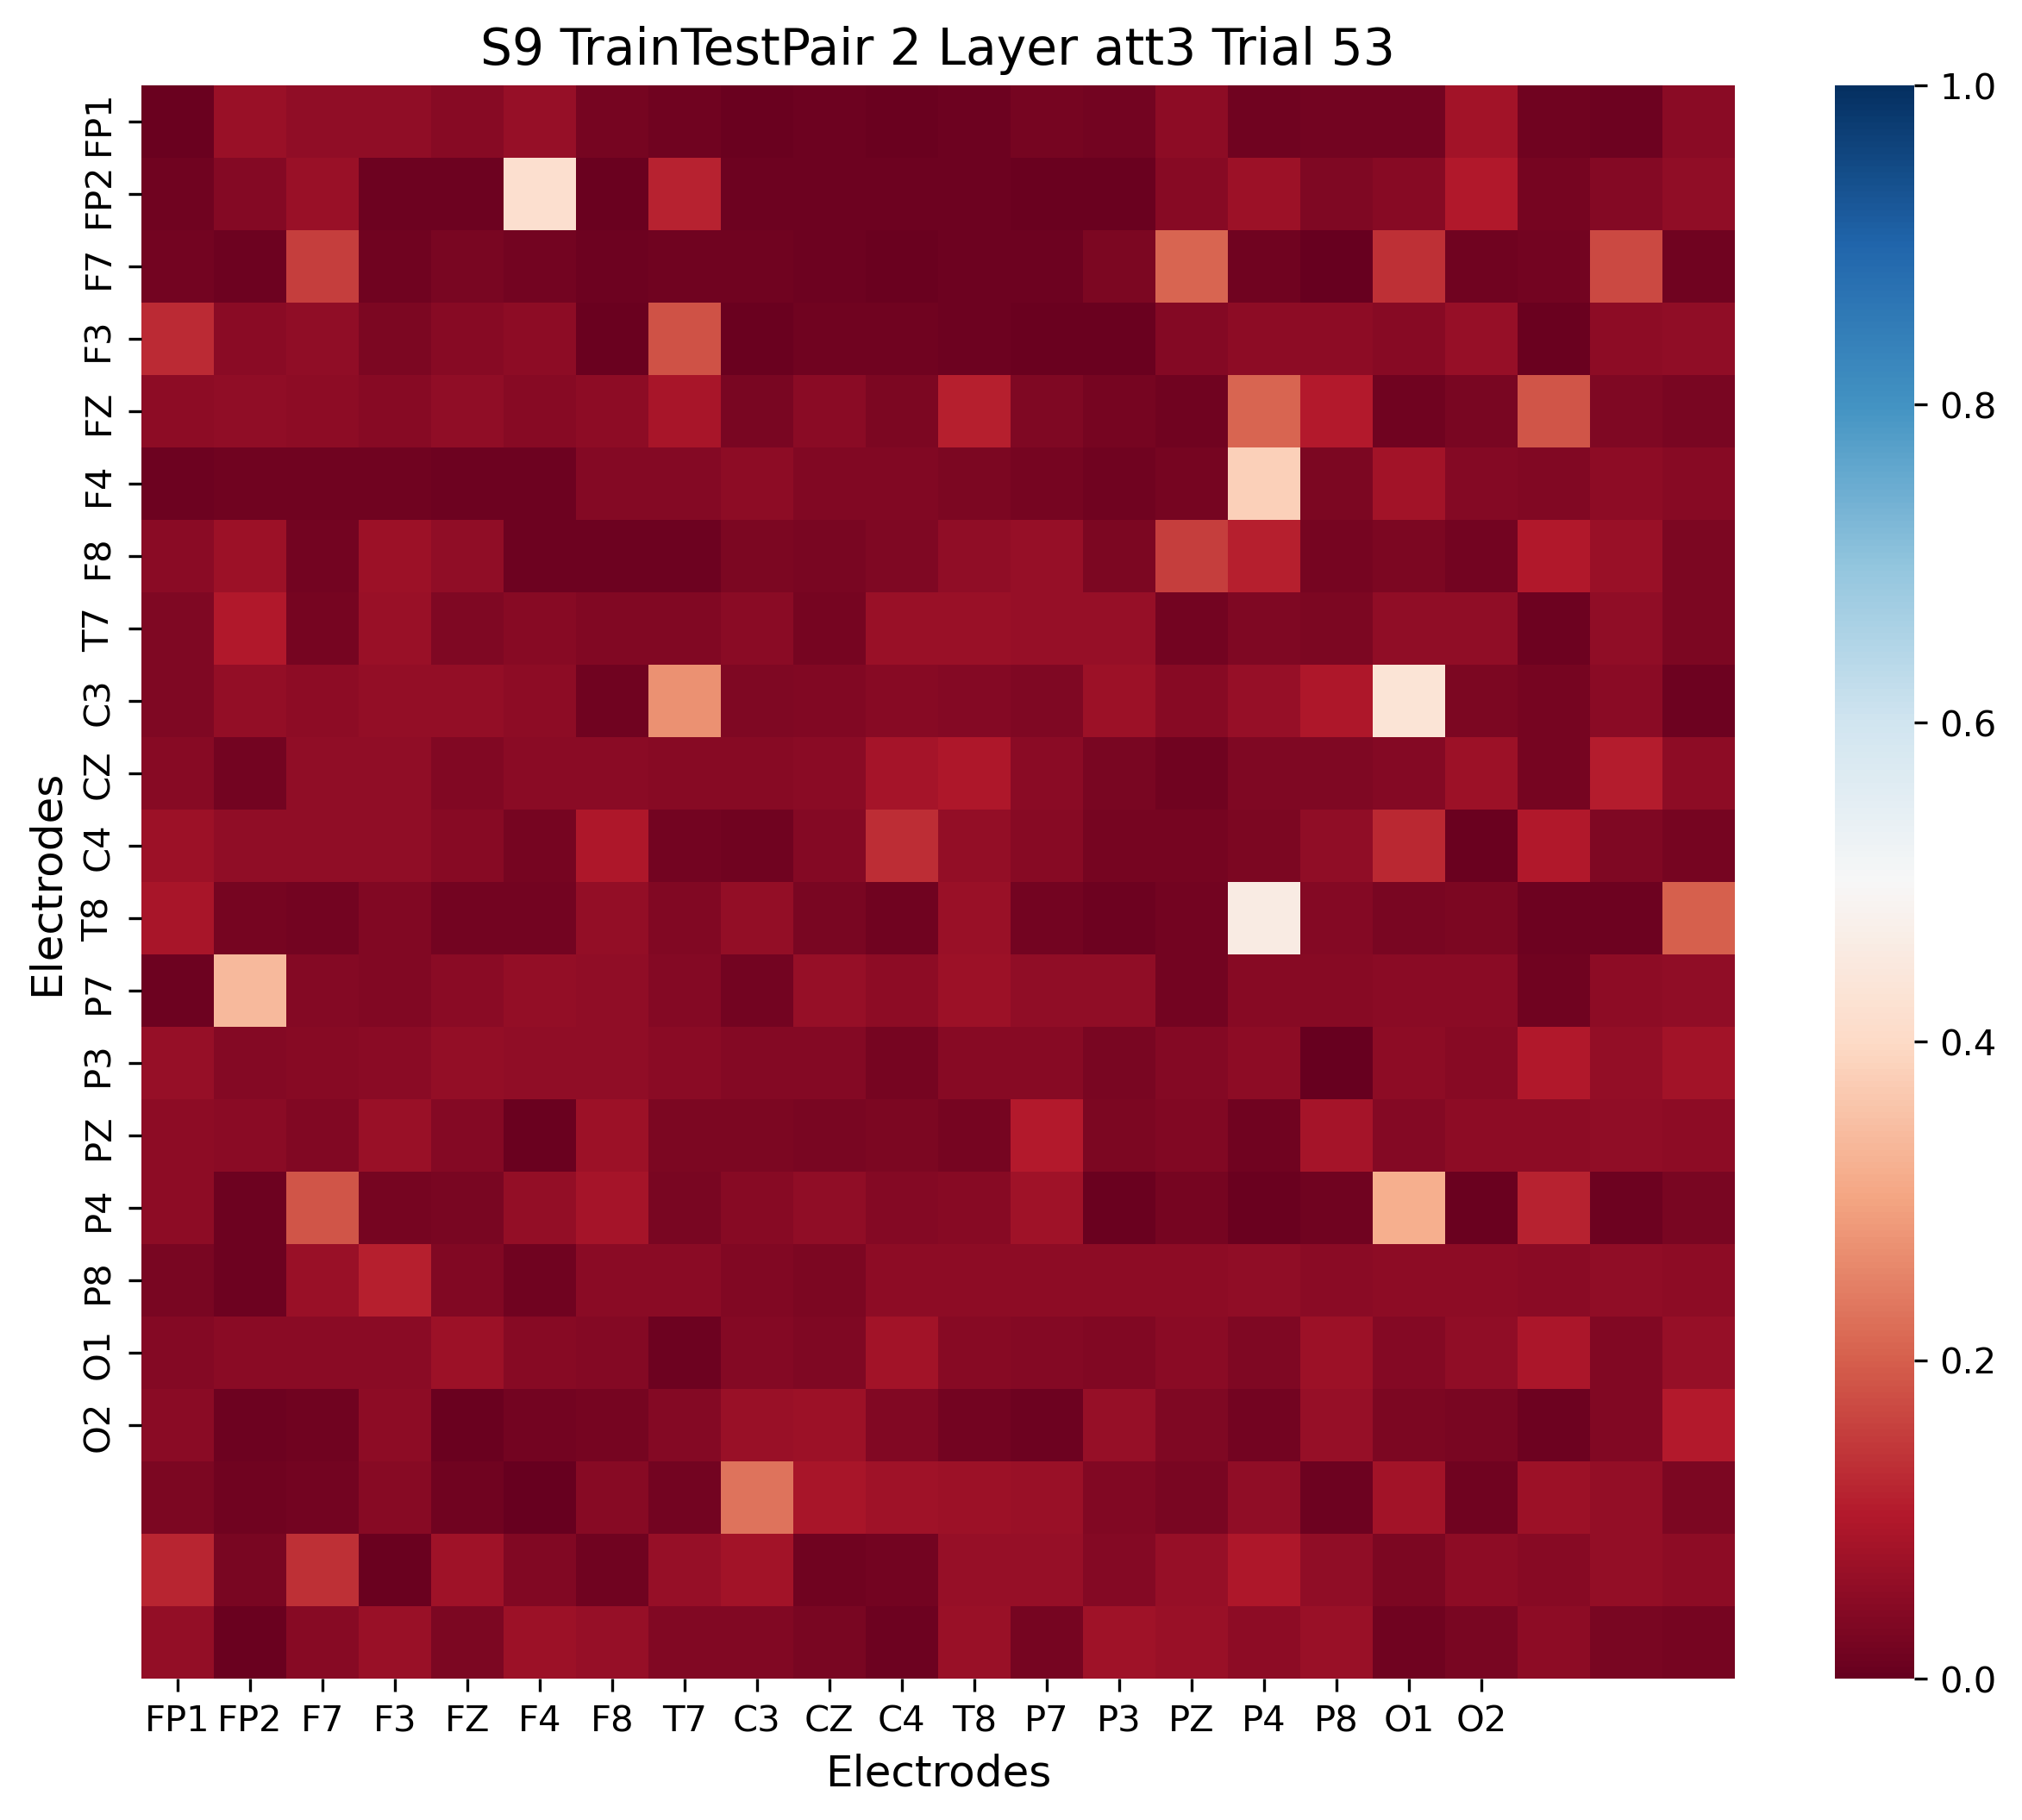 S9 TrainTestPair 2 Layer att3 Trial 53
Electrodes
FP1
FP2
F7
F3
FZ
F4
F8
T7
C3
CZ
C4
T8
P7
P3
PZ
P4
P8
O1
O2
FP1 FP2 F7 F3 FZ F4 F8 T7 C3 CZ C4 T8 P7 P3 PZ P4 P8 O1 O2
Electrodes
1.0
0.8
0.6
0.4
0.2
0.0